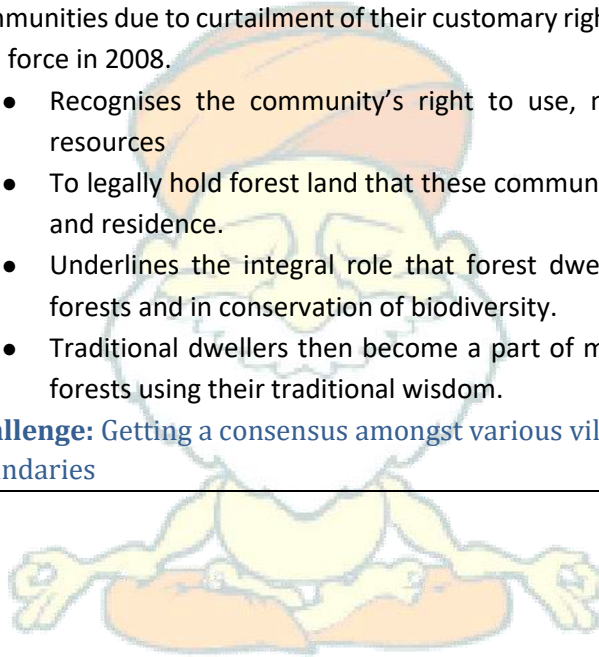 mmunities due to curtailment of their customary righ
force in 2008.
● Recognises the community’s right to use, m
resources
● To legally hold forest land that these commun
and residence.
● Underlines the integral role that forest dwe
forests and in conservation of biodiversity.
● Traditional dwellers then become a part of m
forests using their traditional wisdom.
allenge: Getting a consensus amongst various vil
ndaries